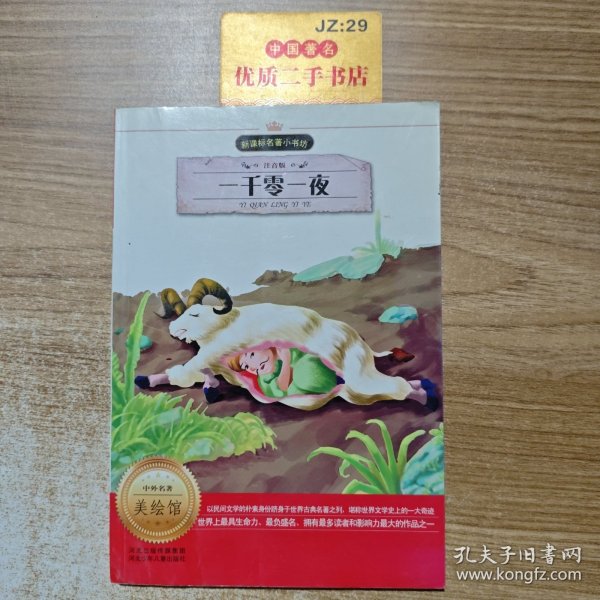 JZ:29
中国著名
优质二手书店
新课标名著小书坊
注音版
一千零一夜
YI QIAN LING YI YE
中外名著
美绘馆
以民间文学的朴素身份跻身于世界古典名著之列，堪称世界文学史上的一大奇迹
世界上最具生命力、最负盛名、拥有最多读者和影响力最大的作品之一
河北出版传媒集团
河北少年儿童出版社
孔夫子旧书网
www.kongfz.com